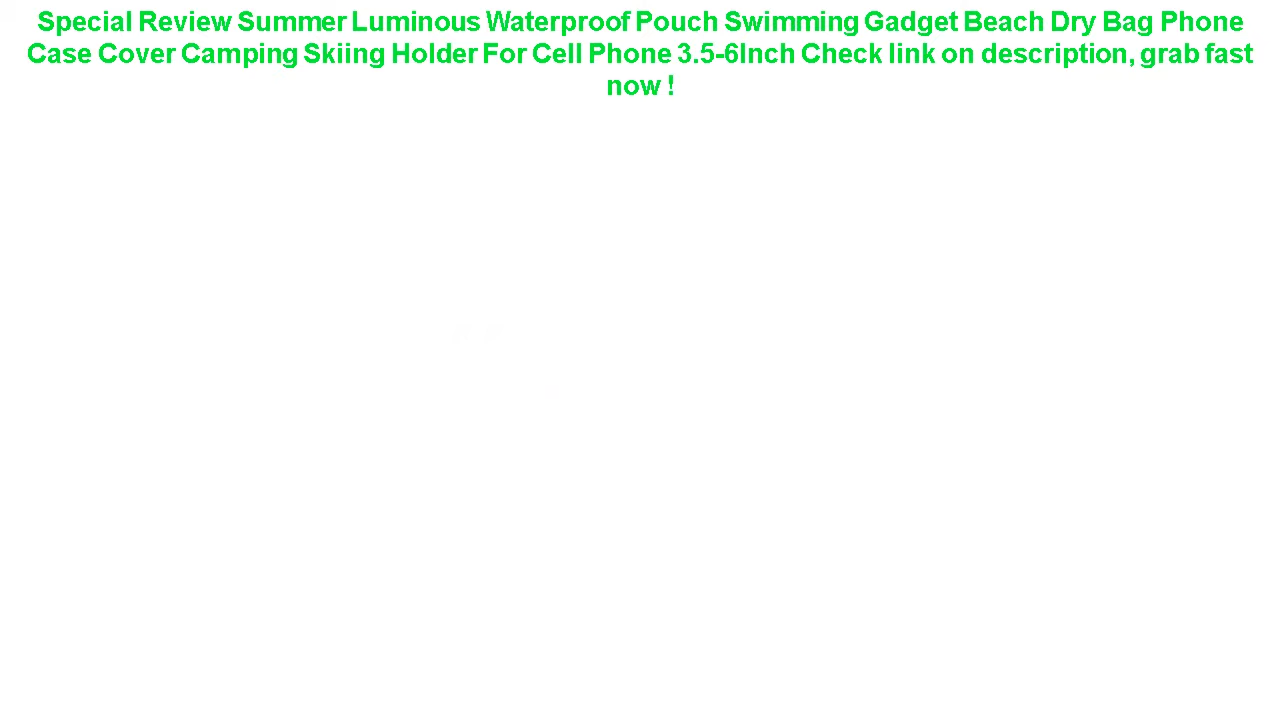 Special Review Summer Luminous Waterproof Pouch Swimming Gadget Beach Dry Bag Phone
Case Cover Camping Skiing Holder For Cell Phone 3.5-6Inch Check link on description, grab fast
now !